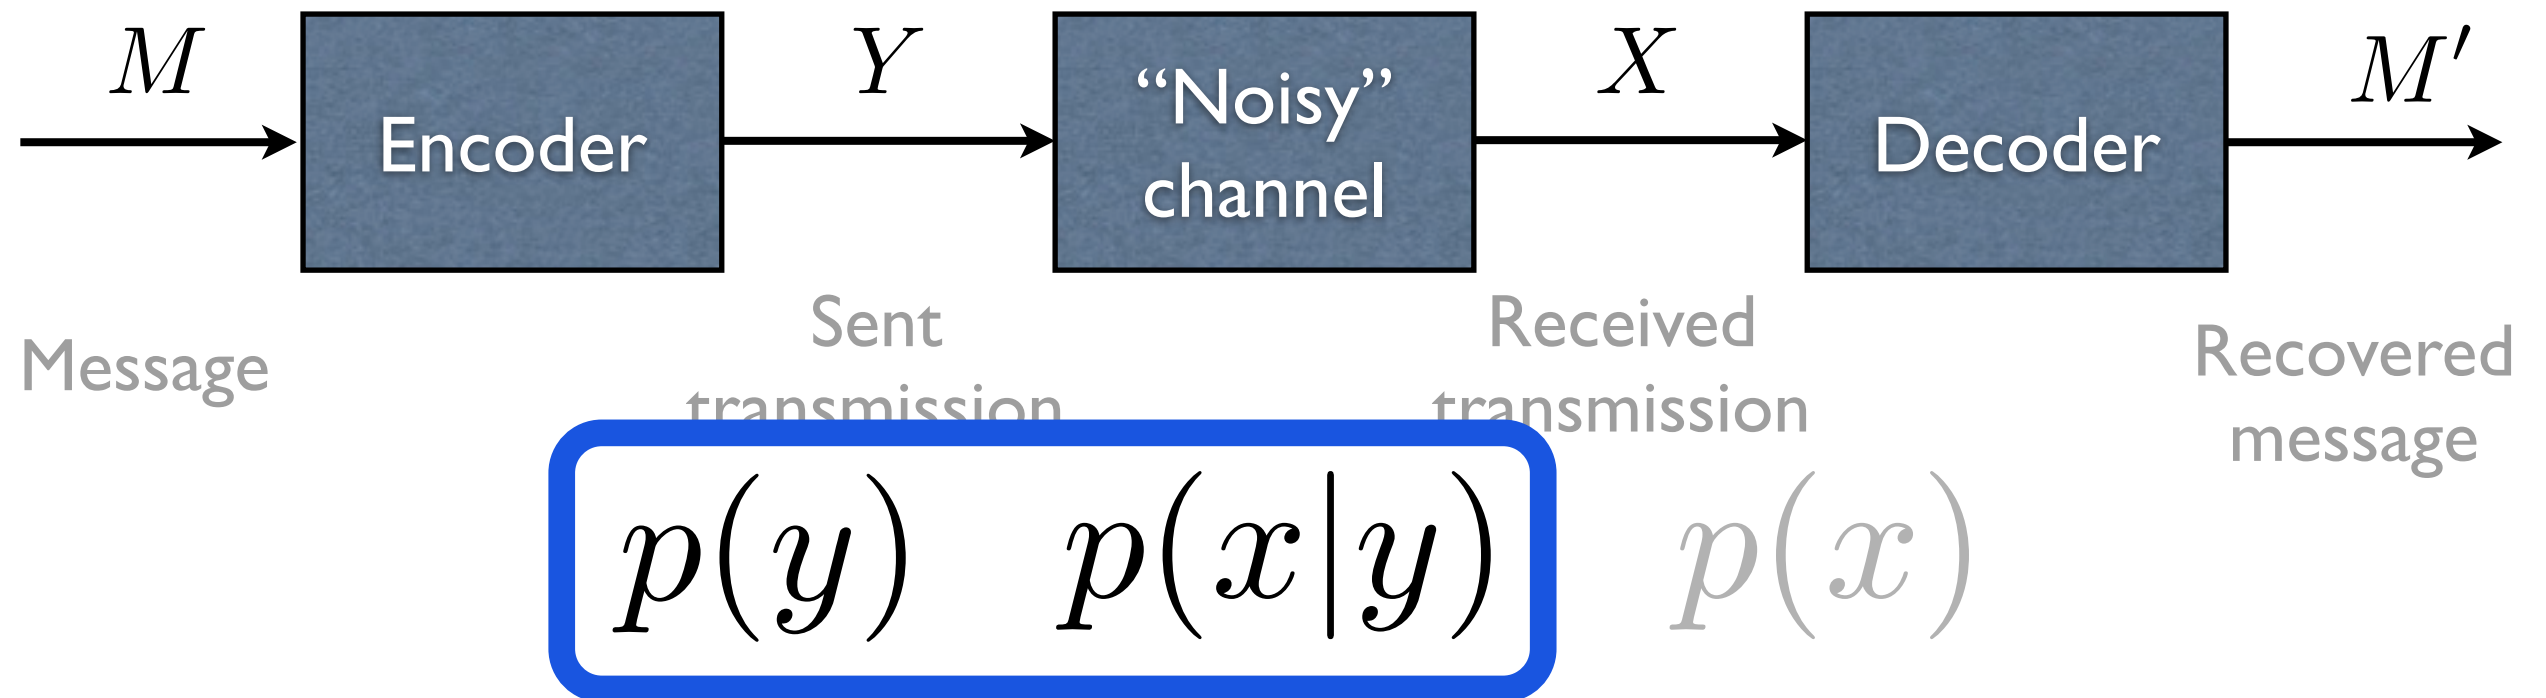 M
Y
X
M′
Encoder
“Noisy”
channel
Decoder
Message
Sent
transmission
Received
transmission
Recovered
message
p(y) p(x|y) p(x)